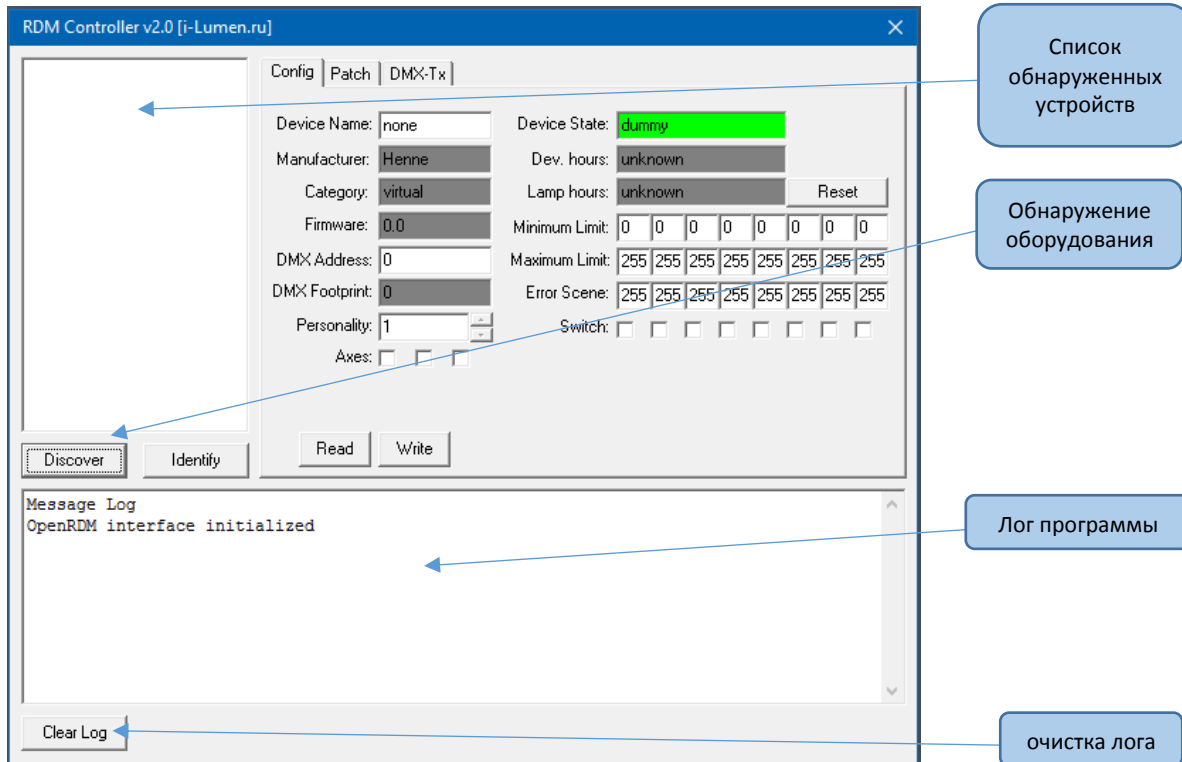 RDM Controller v2.0 [i-Lumen.ru]
Config Patch DMX-Tx
Device Name: none Device State: dummy
Manufacturer: Henne Dev. hours: unknown
Category: virtual Lamp hours: unknown Reset
Firmware: 0.0 Minimum Limit: 0 0 0 0 0 0 0 0
DMX Address: 0 Maximum Limit: 255 255 255 255 255 255 255 255
DMX Footprint: 0 Error Scene: 255 255 255 255 255 255 255 255
Personality: 1 Switch:
Axes:
Read Write
Discover Identify
Message Log
OpenRDM interface initialized
Clear Log
Список
обнаруженных
устройств
Обнаружение
оборудования
Лог программы
очистка лога